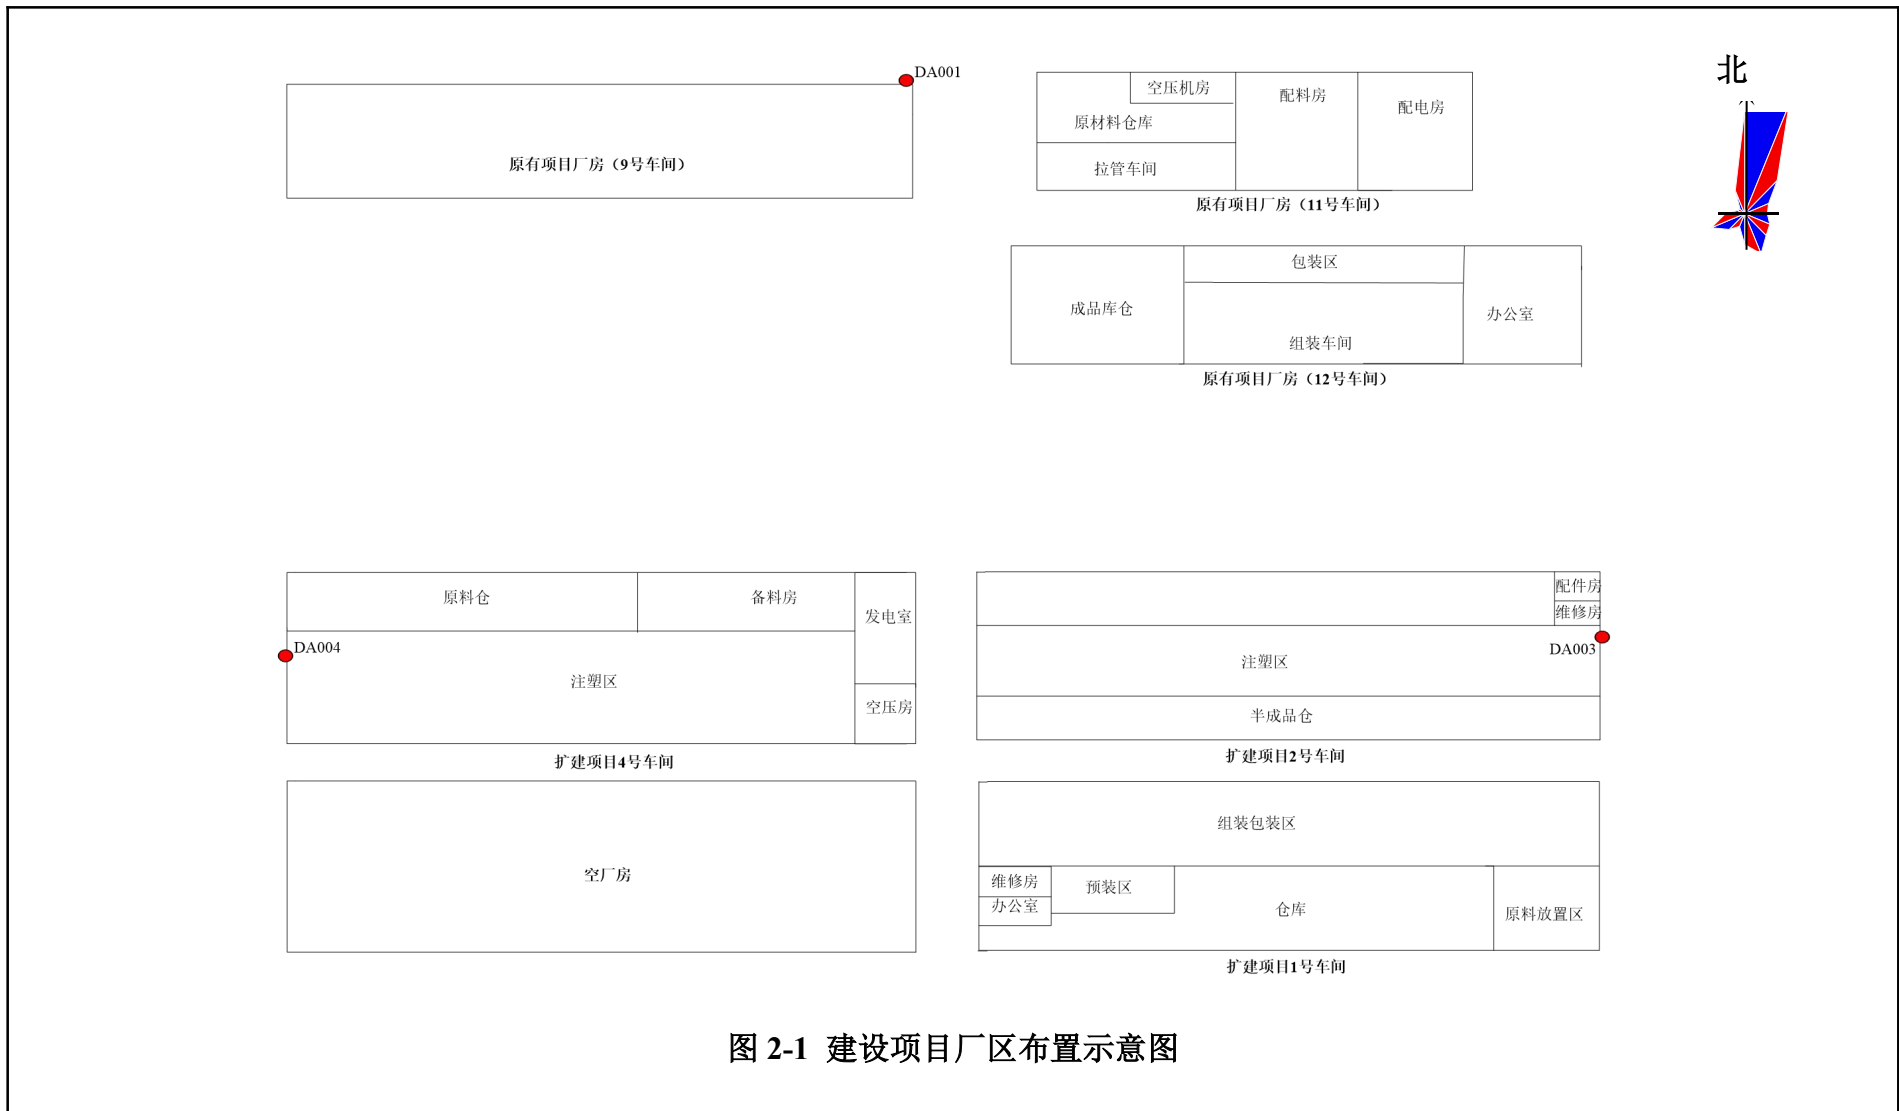 北
DA001
原有项目厂房（9号车间）
空压机房
配料房
配电房
原材料仓库
拉管车间
原有项目厂房（11号车间）
包装区
成品库仓
办公室
组装车间
原有项目厂房（12号车间）
原料仓
备料房
发电室
DA004
注塑区
空压房
扩建项目4号车间
配件房
维修房
DA003
注塑区
半成品仓
扩建项目2号车间
空厂房
组装包装区
维修房
预装区
办公室
仓库
原料放置区
扩建项目1号车间
图 2-1 建设项目厂区布置示意图